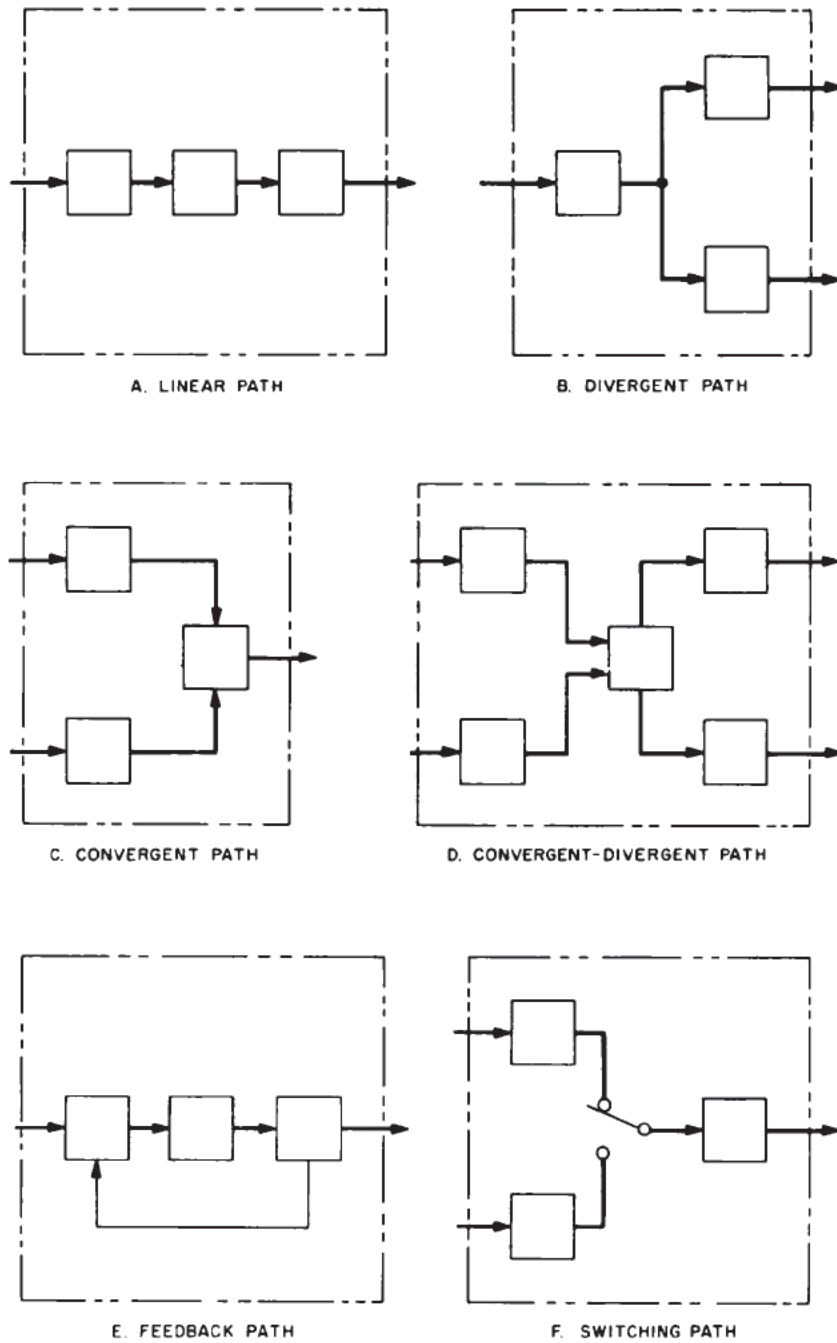 A. LINEAR PATH
B. DIVERGENT PATH
C. CONVERGENT PATH
D. CONVERGENT-DIVERGENT PATH
E. FEEDBACK PATH
F. SWITCHING PATH